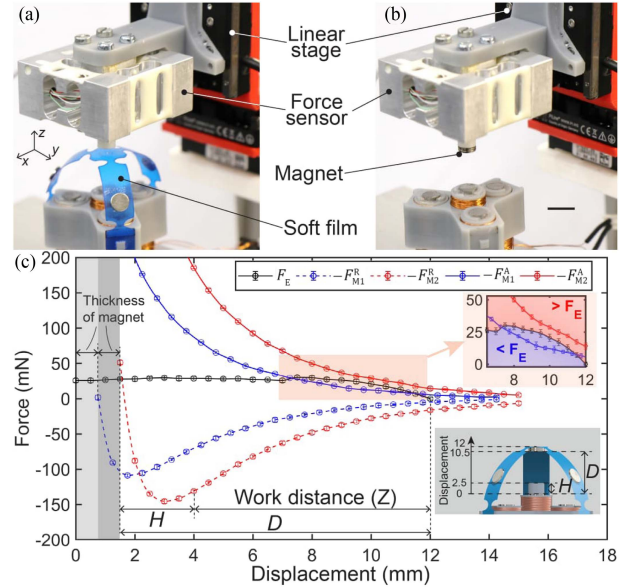 (a)
(b)
Linear
stage
Force
sensor
Magnet
Soft film
z
x
y
(c)
200
150
100
50
0
-50
-100
-150
-200
Force (mN)
Thickness
of magnet
F_E
F^R_M1
F^R_M2
F^A_M1
F^A_M2
50
25
0
> F_E
< F_E
8
10
12
Work distance (Z)
H
D
Displacement
12
10.5
2.5
0
D
H
0
2
4
6
8
10
12
14
16
18
Displacement (mm)